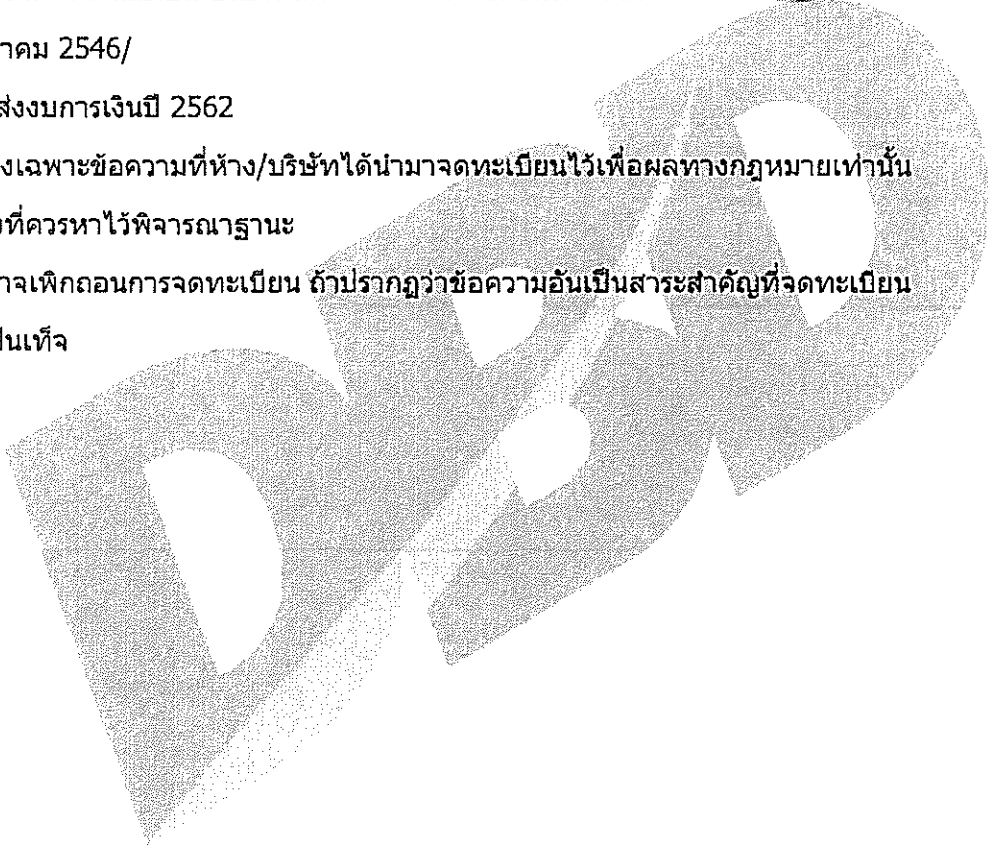 าคม 2546/
ส่งงบการเงินปี 2562
งเฉพาะข้อความที่ห้าง/บริษัทได้นำมาจดทะเบียนไว้เพื่อผลทางกฎหมายเท่านั้น
งที่ควรหาไว้พิจารณาฐานะ
าจเพิกถอนการจดทะเบียน ถ้าปรากฏว่าข้อความอันเป็นสาระสำคัญที่จดทะเบียน
ป็นเท็จ
DBD